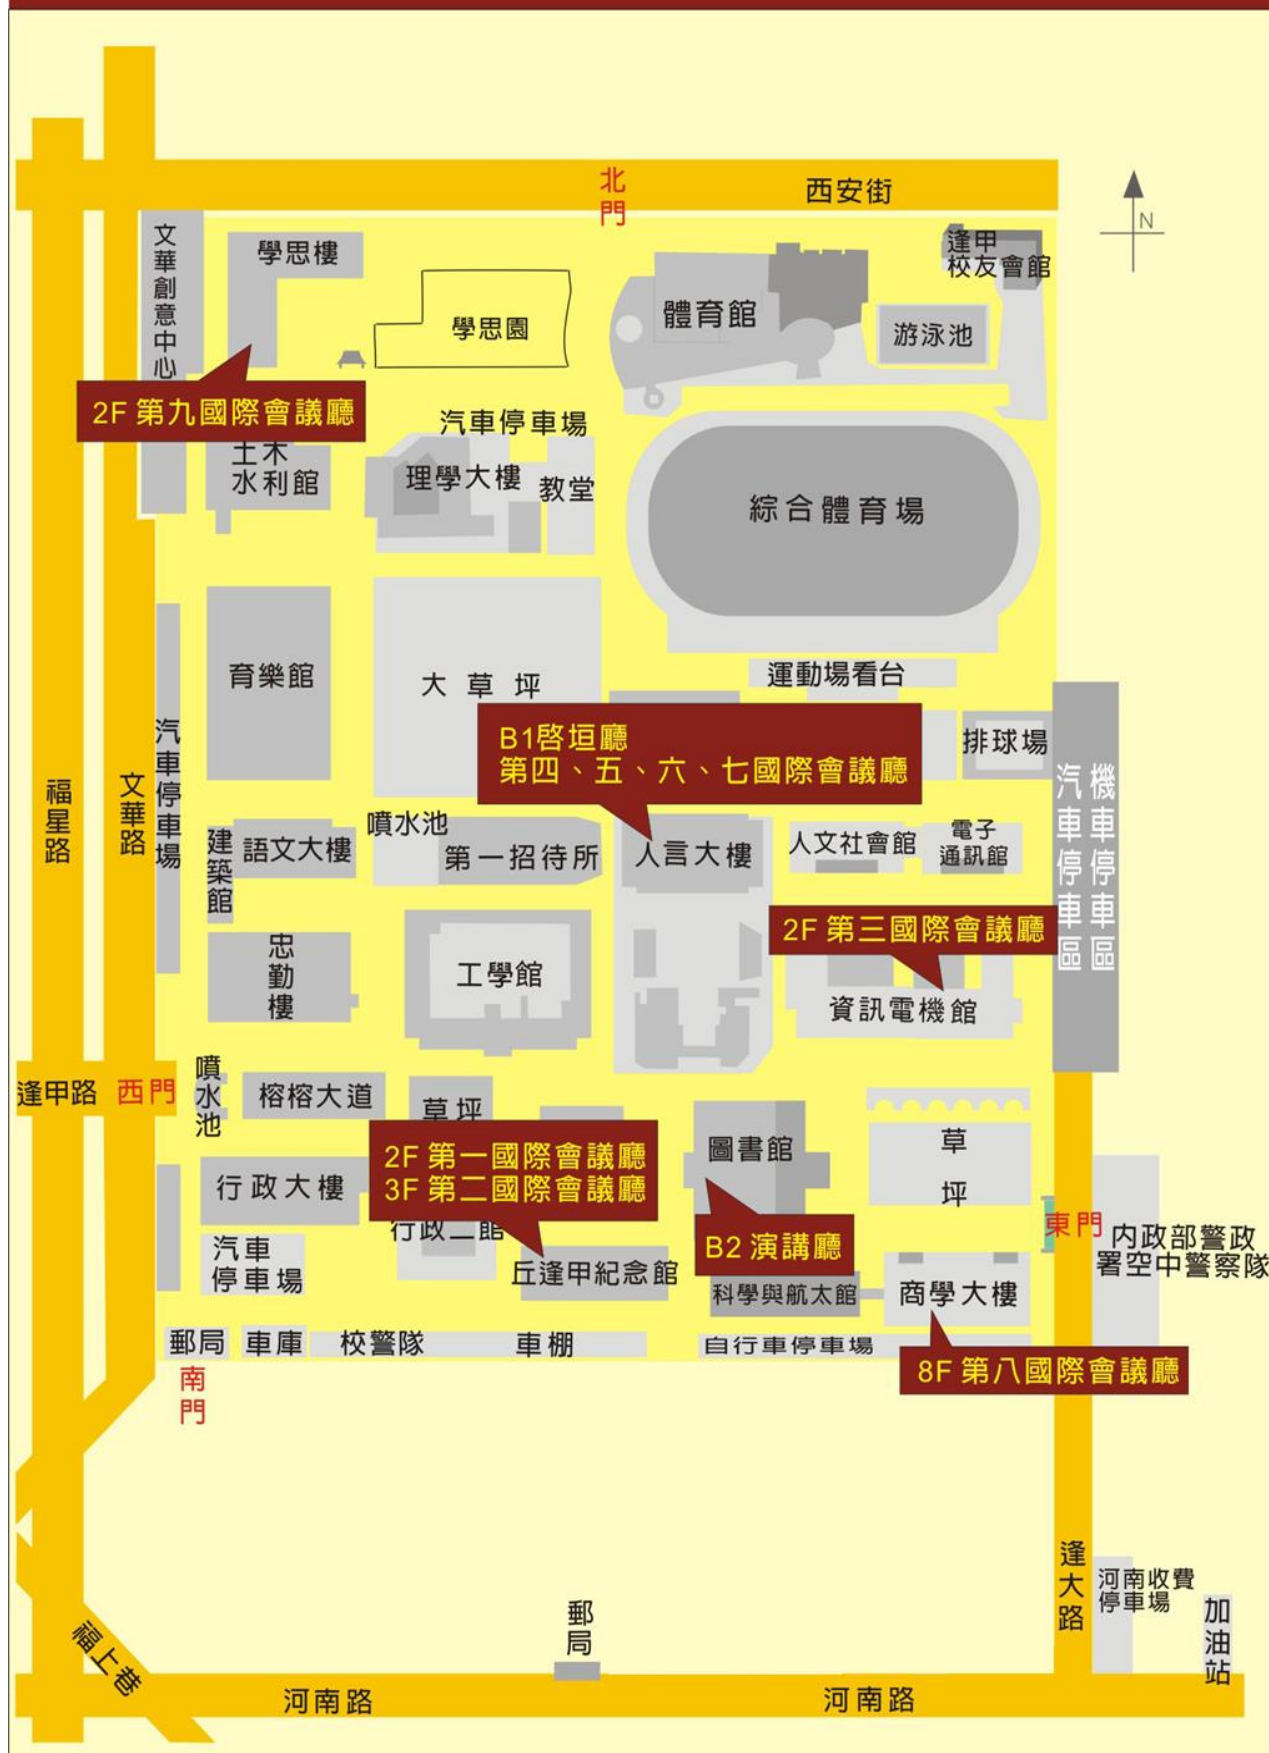 西安街
北門
N
文華創意中心
學思樓
學思園
體育館
逢甲
校友會館
游泳池
2F 第九國際會議廳
土木
水利館
汽車停車場
理學大樓
教堂
綜合體育場
育樂館
大草坪
運動場看台
排球場
B1啓垣廳
第四、五、六、七國際會議廳
福星路
文華路
汽車停車場
汽車停車區
機車停車區
建築館
語文大樓
噴水池
第一招待所
人言大樓
人文社會館
電子
通訊館
2F 第三國際會議廳
忠勤樓
工學館
資訊電機館
逢甲路
西門
噴水池
榕榕大道
草坪
圖書館
草坪
2F 第一國際會議廳
3F 第二國際會議廳
行政大樓
行政二館
B2 演講廳
東門
內政部警政
署空中警察隊
汽車
停車場
丘逢甲紀念館
科學與航太館
商學大樓
郵局
車庫
校警隊
車棚
自行車停車場
8F 第八國際會議廳
南門
逢大路
河南收費
停車場
加油站
郵局
福上巷
河南路
河南路